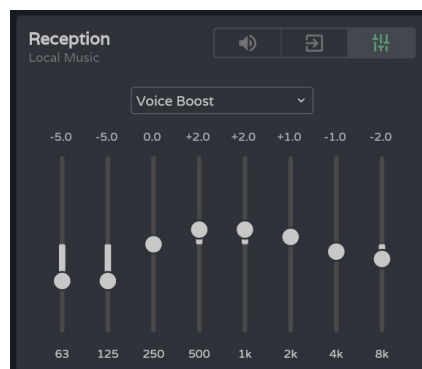 Reception
Local Music
Voice Boost
-5.0 -5.0 0.0 +2.0 +2.0 +1.0 -1.0 -2.0
63 125 250 500 1k 2k 4k 8k